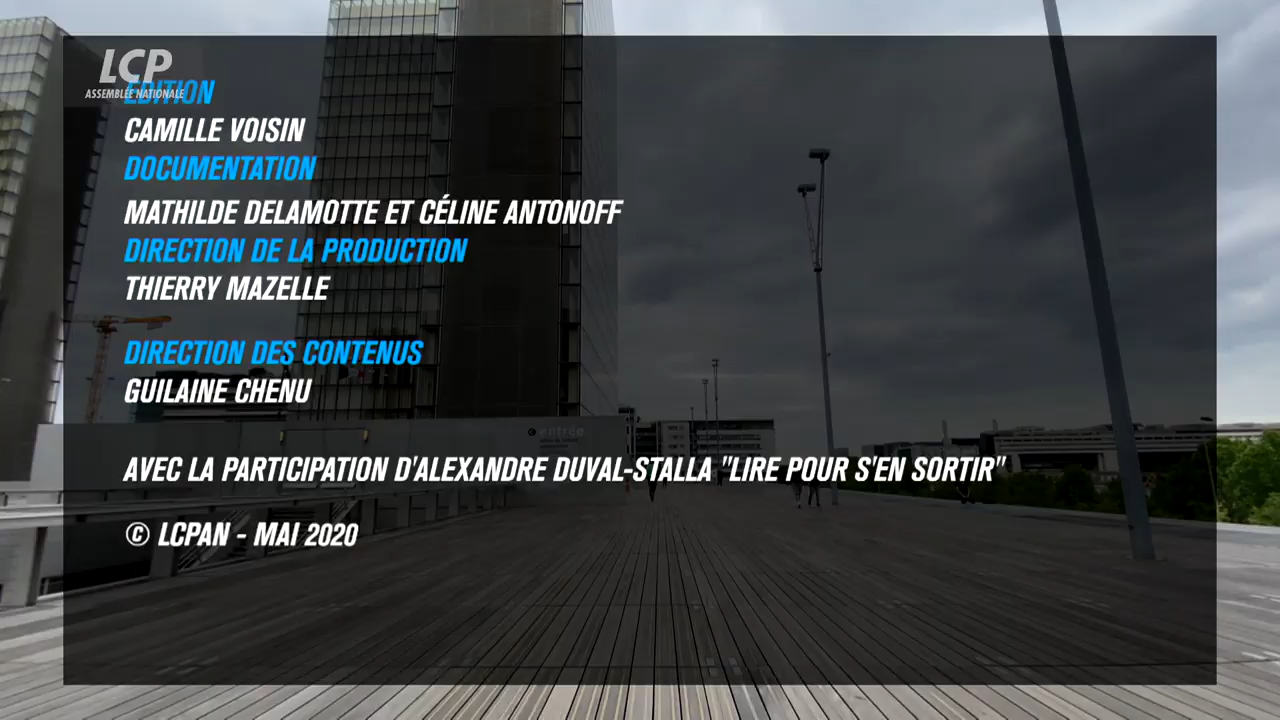 LCP
ASSEMBLÉE NATIONALE
EDITION
CAMILLE VOISIN
DOCUMENTATION
MATHILDE DELAMOTTE ET CÉLINE ANTONOFF
DIRECTION DE LA PRODUCTION
THIERRY MAZELLE
DIRECTION DES CONTENUS
GUILAINE CHENU
entrée
AVEC LA PARTICIPATION D'ALEXANDRE DUVAL-STALLA "LIRE POUR S'EN SORTIR"
© LCPAN - MAI 2020